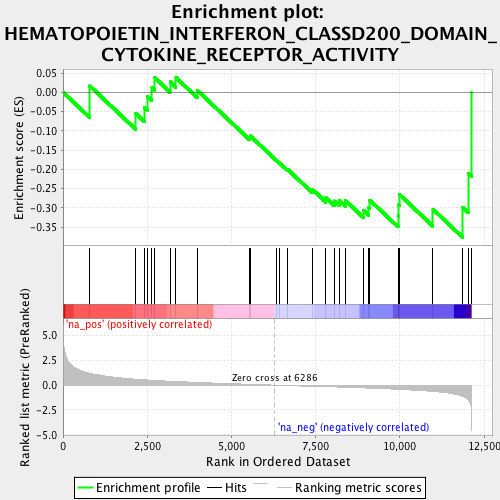 Enrichment plot:
HEMATOPOIETIN_INTERFERON_CLASSD200_DOMAIN_
CYTOKINE_RECEPTOR_ACTIVITY
Enrichment score (ES)
0.05
0.00
-0.05
-0.10
-0.15
-0.20
-0.25
-0.30
-0.35
'na_pos' (positively correlated)
Ranked list metric (PreRanked)
5.0
2.5
0.0
-2.5
-5.0
Zero cross at 6286
'na_neg' (negatively correlated)
0
2,500
5,000
7,500
10,000
12,500
Rank in Ordered Dataset
Enrichment profile
Hits
Ranking metric scores